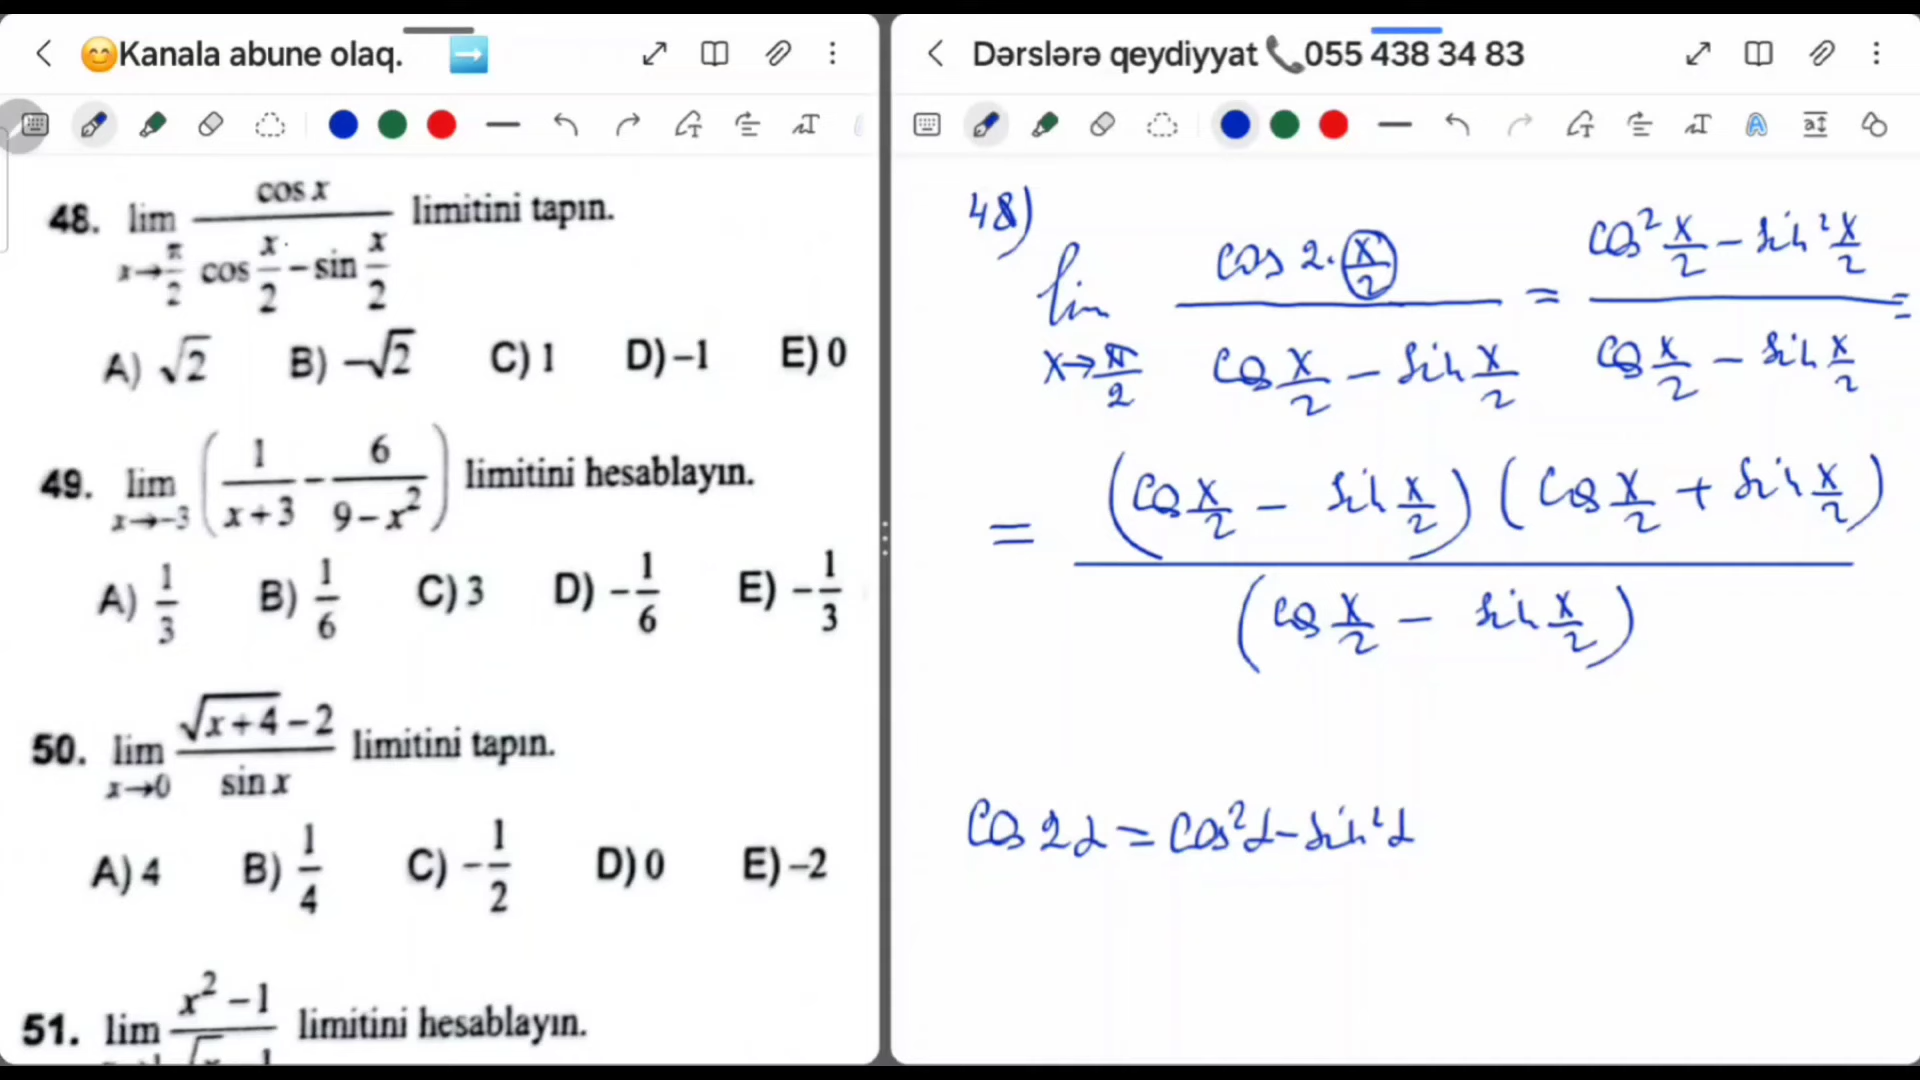 😊Kanala abune olaq. ➡️
48. lim x→π/2 cos x / (cos x/2 − sin x/2) limitini tapın.
A) √2 B) −√2 C) 1 D) −1 E) 0
49. lim x→−3 (1/(x+3) − 6/(9−x²)) limitini hesablayın.
A) 1/3 B) 1/6 C) 3 D) −1/6 E) −1/3
50. lim x→0 (√(x+4) − 2)/sin x limitini tapın.
A) 4 B) 1/4 C) −1/2 D) 0 E) −2
51. lim x² − 1 limitini hesablayın.
Dərslərə qeydiyyat 📞055 438 34 83
48)
lim x→π/2 cos 2·x/2 / (cos x/2 − sin x/2) = (cos² x/2 − sin² x/2) / (cos x/2 − sin x/2) =
= (cos x/2 − sin x/2)(cos x/2 + sin x/2) / (cos x/2 − sin x/2)
cos 2α = cos²α − sin²α